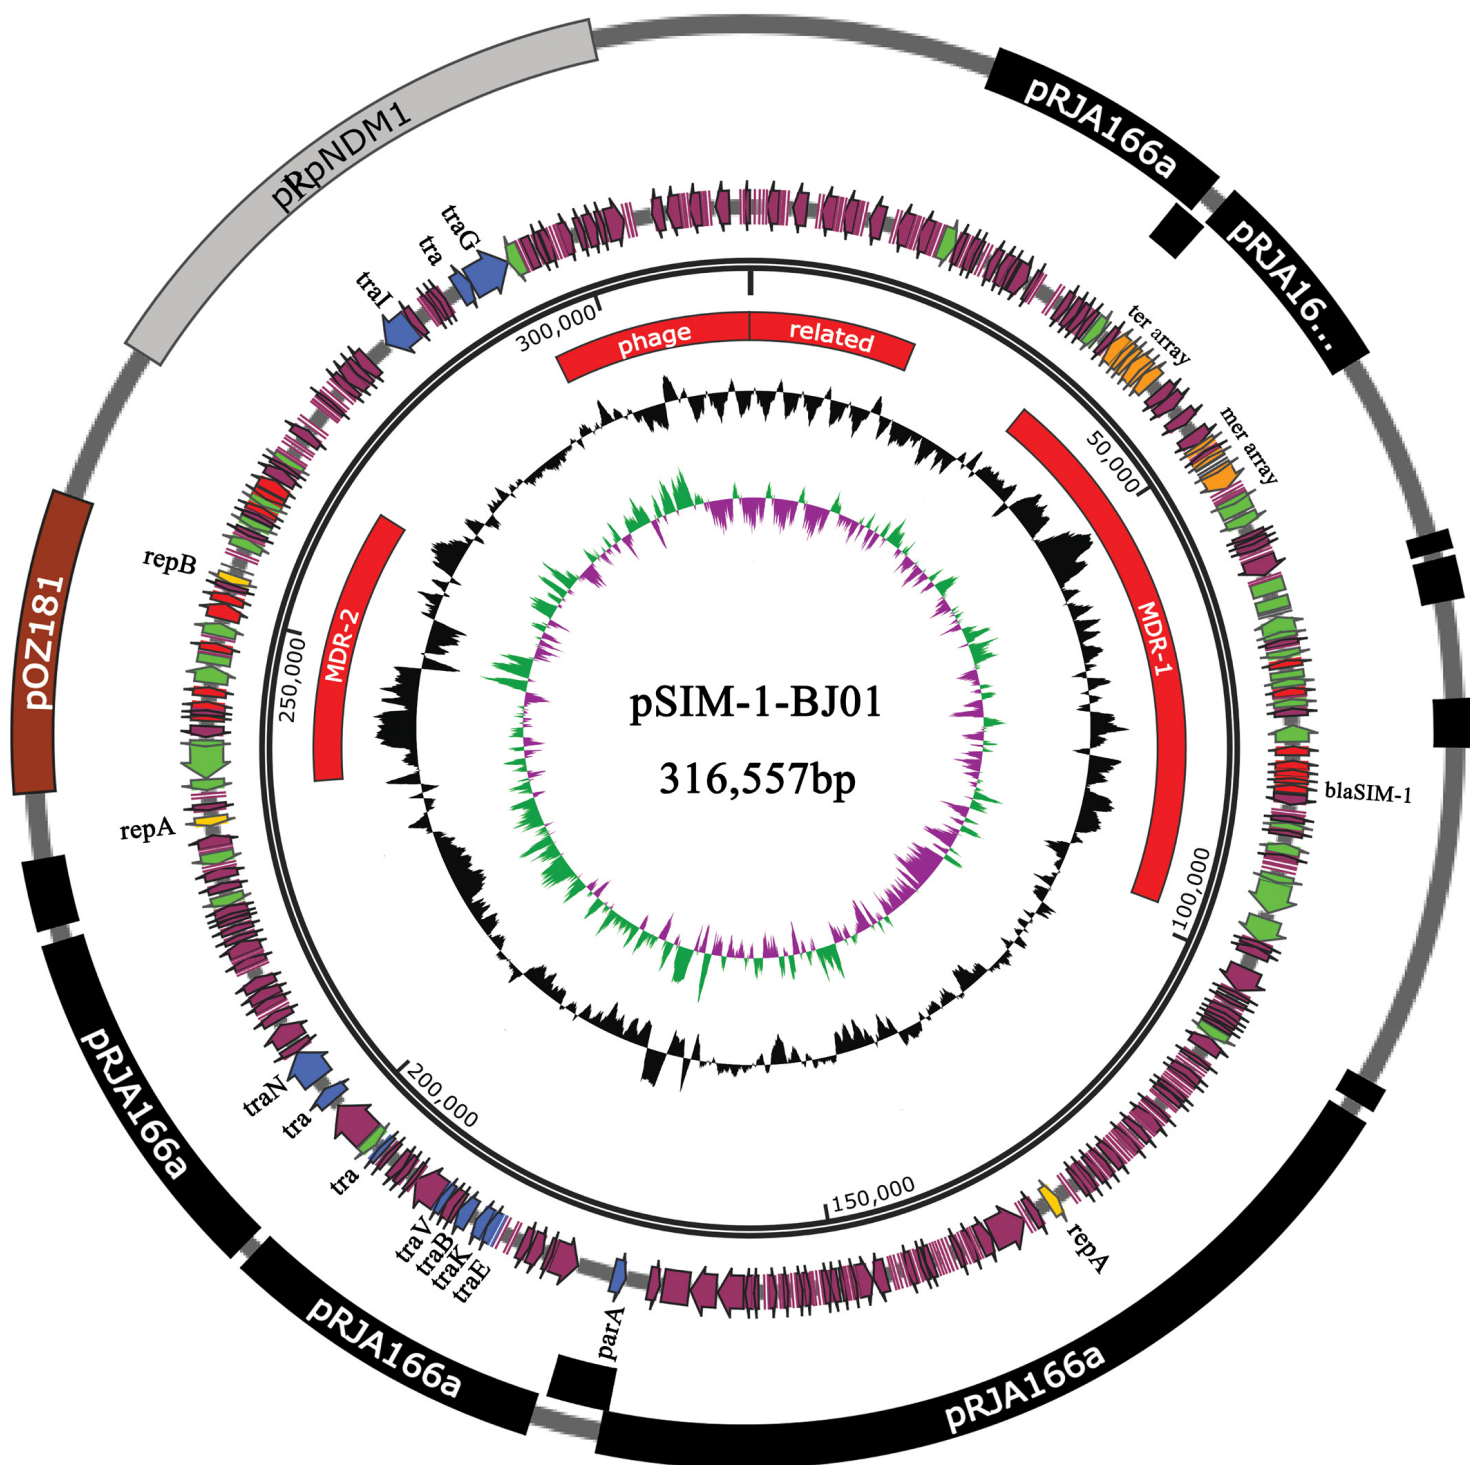 pSIM-1-BJ01
316,557bp
phage
related
MDR-1
MDR-2
50,000
100,000
150,000
200,000
250,000
300,000
ter array
mer array
blaSIM-1
repA
parA
traE
traK
traB
traV
tra
tra
traN
repA
repB
traI
tra
traG
pRJA166a
pRJA16...
pRJA166a
pRJA166a
pRJA166a
pOZ181